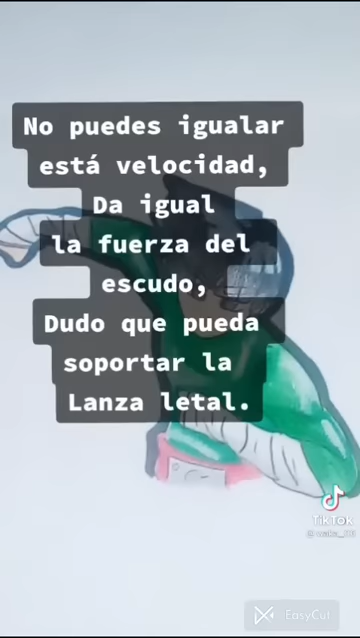 No puedes igualar
está velocidad,
Da igual
la fuerza del
escudo,
Dudo que pueda
soportar la
Lanza letal.
TikTok
EasyCut